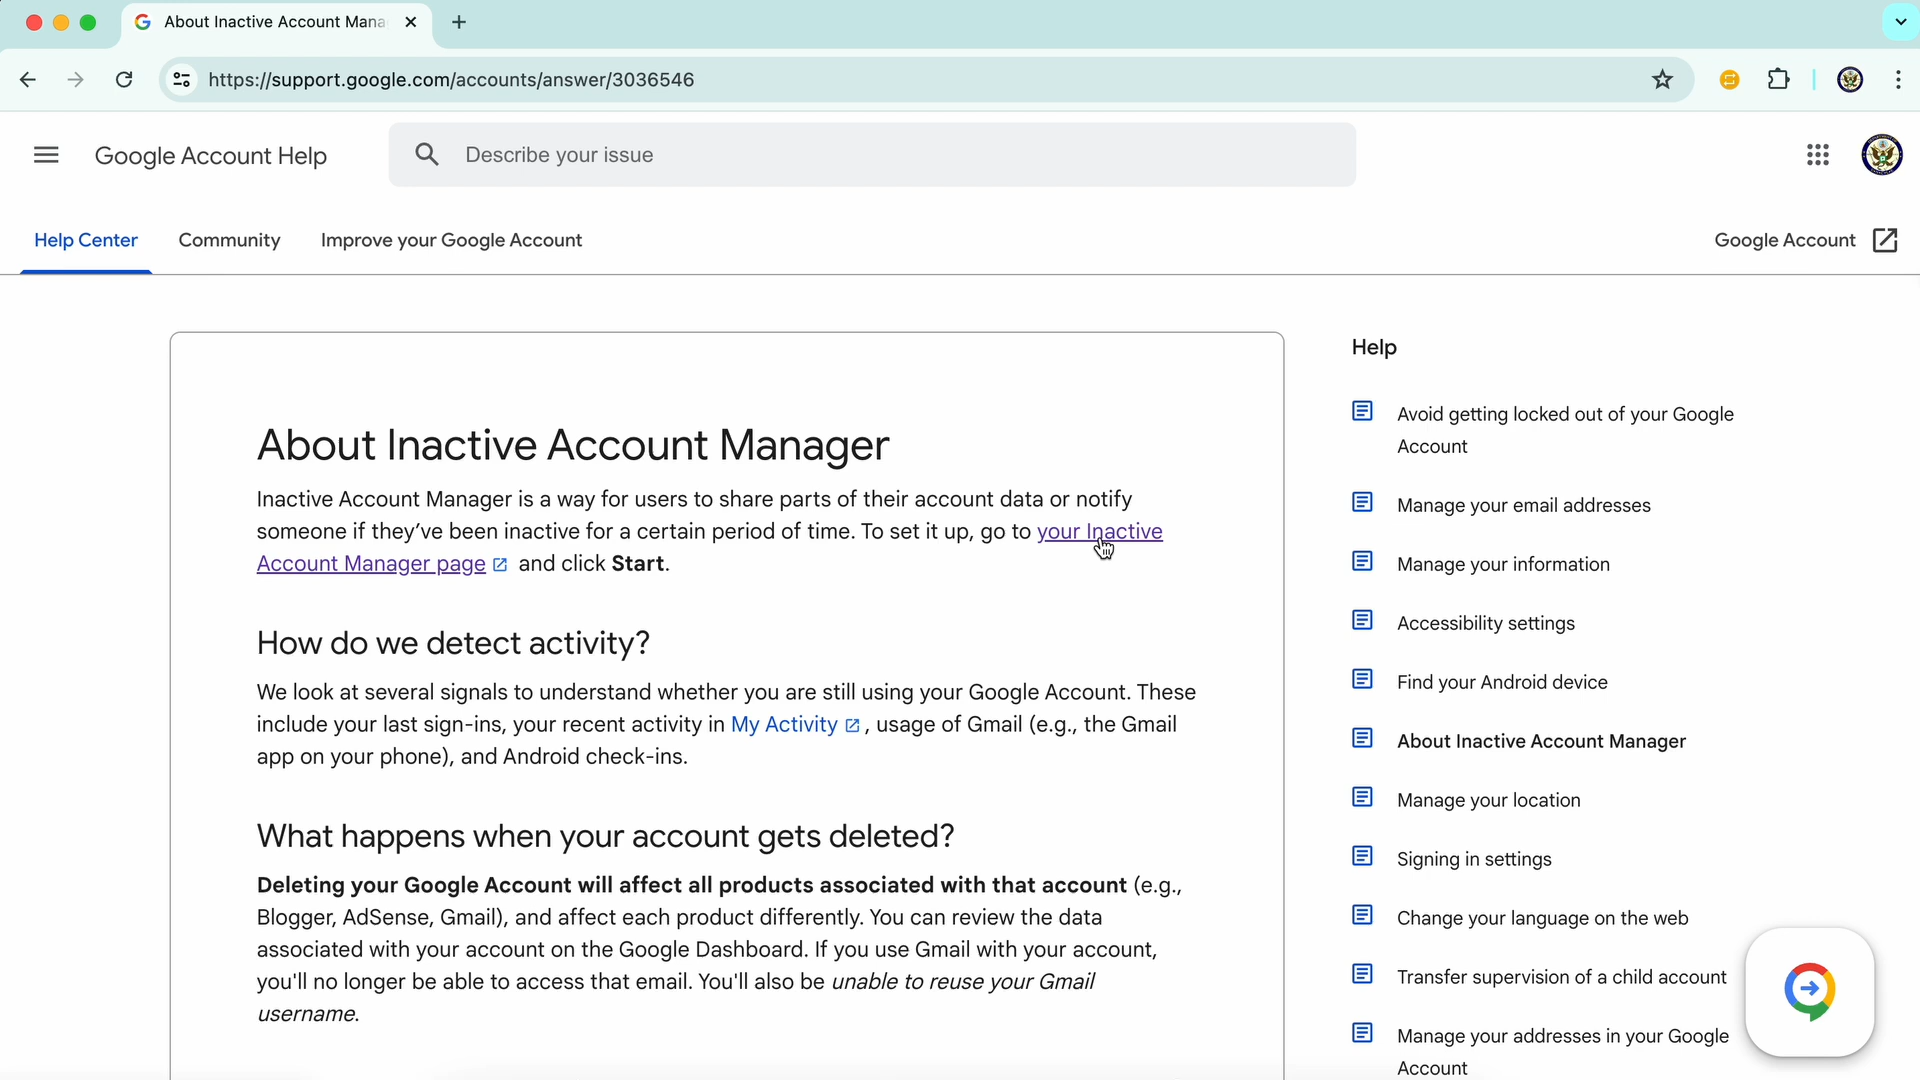 About Inactive Account Mana
https://support.google.com/accounts/answer/3036546
Google Account Help
Describe your issue
Help Center
Community
Improve your Google Account
Google Account
About Inactive Account Manager
Inactive Account Manager is a way for users to share parts of their account data or notify
someone if they’ve been inactive for a certain period of time. To set it up, go to your Inactive
Account Manager page and click Start.
How do we detect activity?
We look at several signals to understand whether you are still using your Google Account. These
include your last sign-ins, your recent activity in My Activity , usage of Gmail (e.g., the Gmail
app on your phone), and Android check-ins.
What happens when your account gets deleted?
Deleting your Google Account will affect all products associated with that account (e.g.,
Blogger, AdSense, Gmail), and affect each product differently. You can review the data
associated with your account on the Google Dashboard. If you use Gmail with your account,
you'll no longer be able to access that email. You'll also be unable to reuse your Gmail
username.
Help
Avoid getting locked out of your Google
Account
Manage your email addresses
Manage your information
Accessibility settings
Find your Android device
About Inactive Account Manager
Manage your location
Signing in settings
Change your language on the web
Transfer supervision of a child account
Manage your addresses in your Google
Account